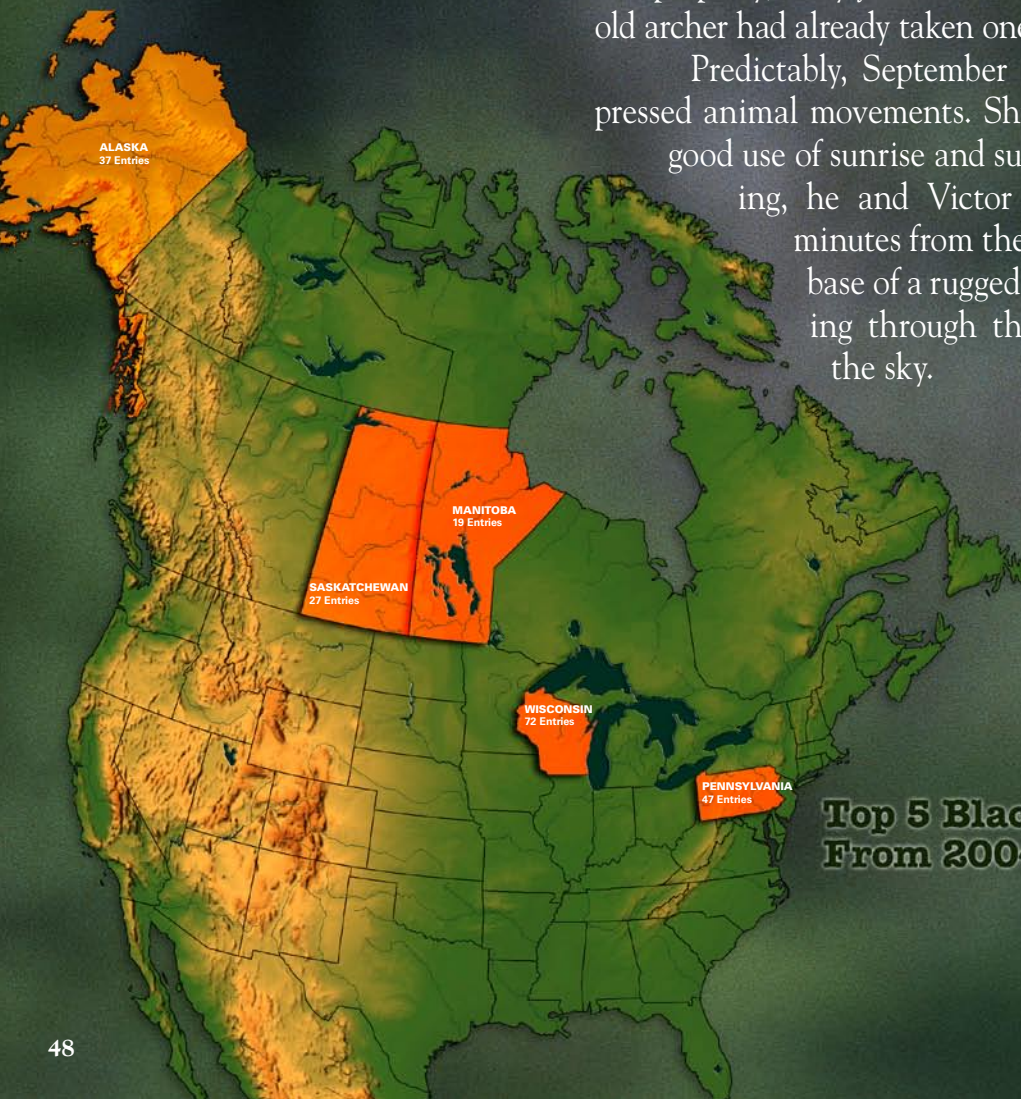 old archer had already taken one
Predictably, September
pressed animal movements. Sh
good use of sunrise and su
ing, he and Victor
minutes from the
base of a rugged
ing through th
the sky.
ALASKA
37 Entries
MANITOBA
19 Entries
SASKATCHEWAN
27 Entries
WISCONSIN
72 Entries
PENNSYLVANIA
47 Entries
Top 5 Blac
From 200
48